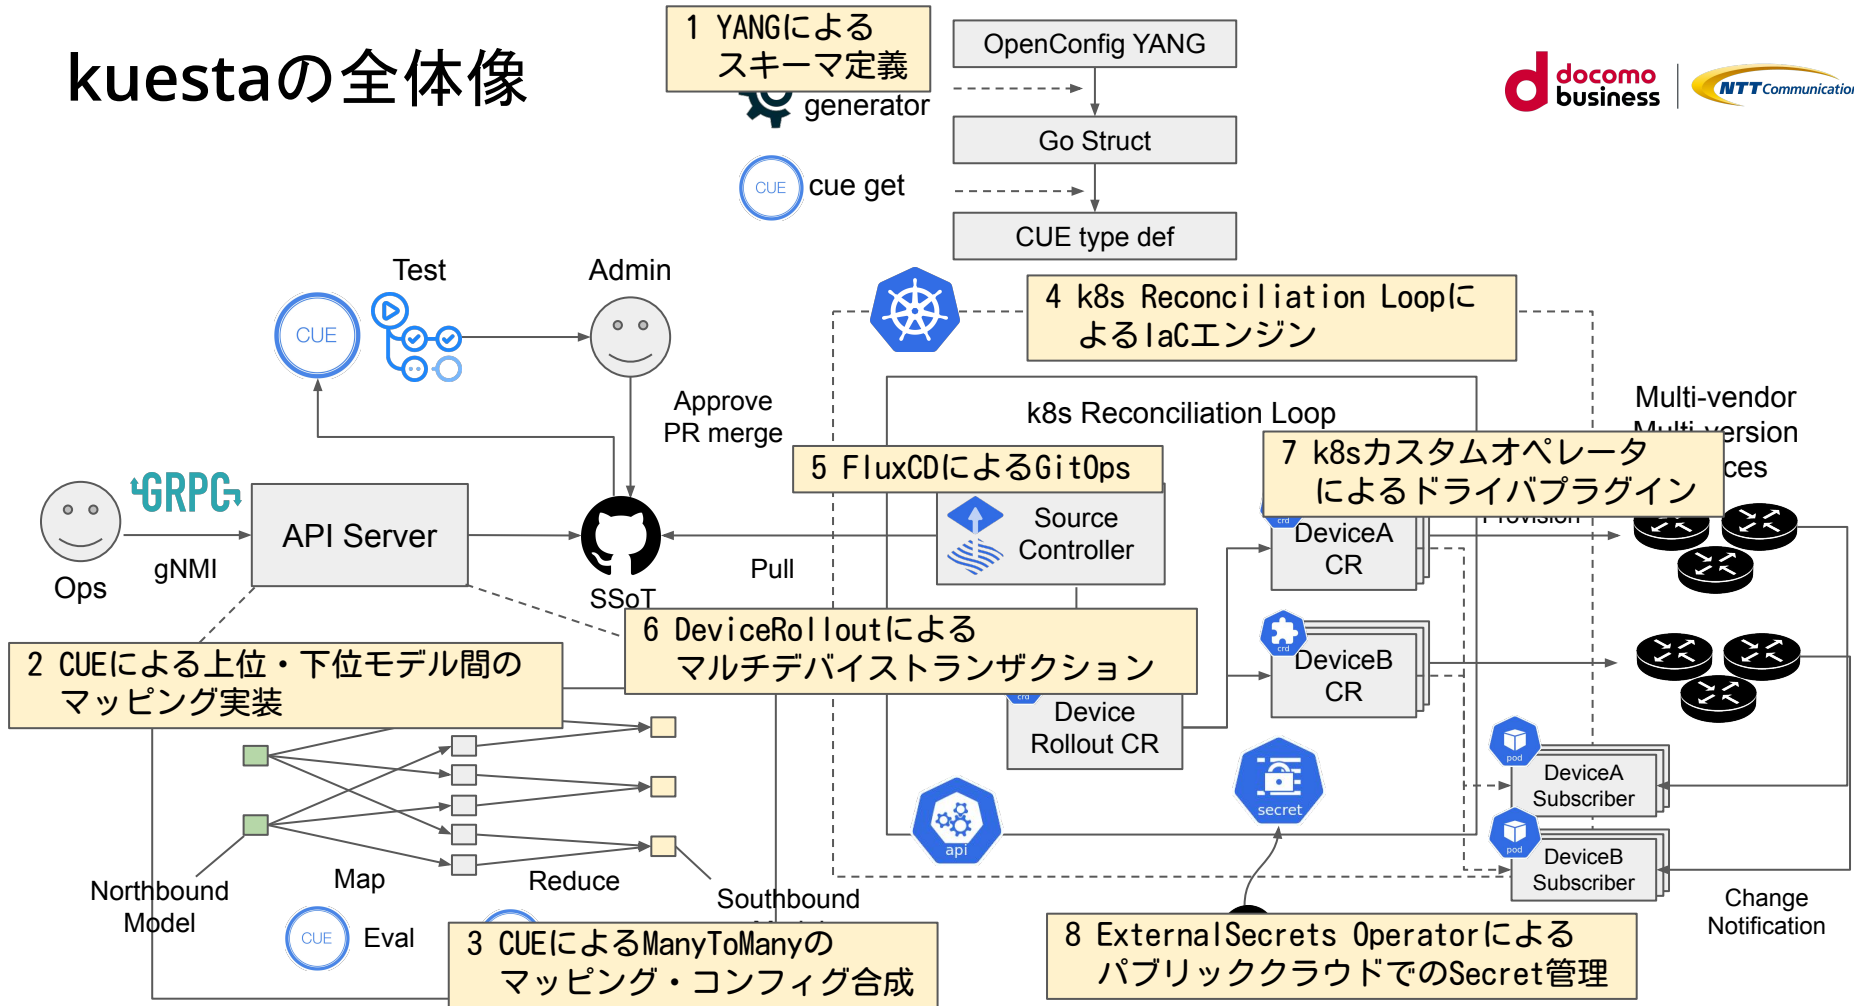 kuestaの全体像
1 YANGによる
スキーマ定義
OpenConfig YANG
generator
Go Struct
CUE
cue get
CUE type def
docomo
business
NTT Communication
Test
Admin
CUE
4 k8s Reconciliation Loopに
よるIaCエンジン
Approve
PR merge
k8s Reconciliation Loop
Multi-vendor
Multi-version
ces
5 FluxCDによるGitOps
7 k8sカスタムオペレータ
によるドライバプラグイン
GRPC
gNMI
Ops
API Server
SSoT
Pull
Source
Controller
crd
DeviceA
CR
Provision
6 DeviceRolloutによる
マルチデバイストランザクション
2 CUEによる上位・下位モデル間の
マッピング実装
crd
DeviceB
CR
crd
Device
Rollout CR
pod
DeviceA
Subscriber
pod
DeviceB
Subscriber
secret
api
Northbound
Model
Map
Reduce
Southbound
CUE
Eval
Change
Notification
3 CUEによるManyToManyの
マッピング・コンフィグ合成
8 ExternalSecrets Operatorによる
パブリッククラウドでのSecret管理